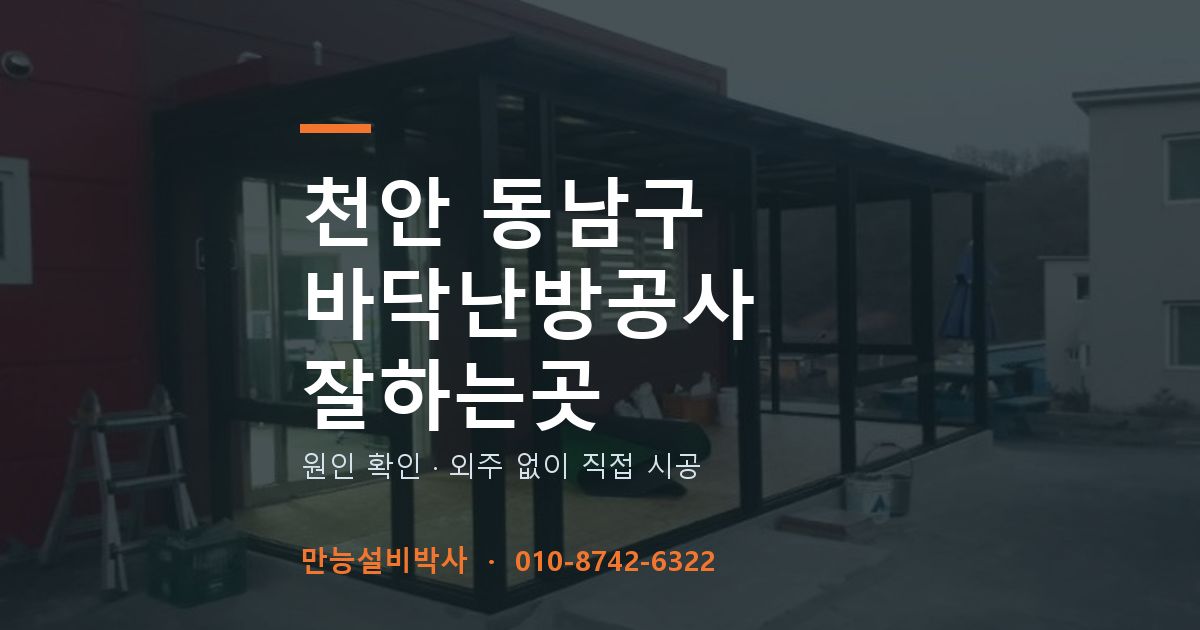 천안 동남구
바닥난방공사
잘하는곳
원인 확인 · 외주 없이 직접 시공
만능설비박사 · 010-8742-6322